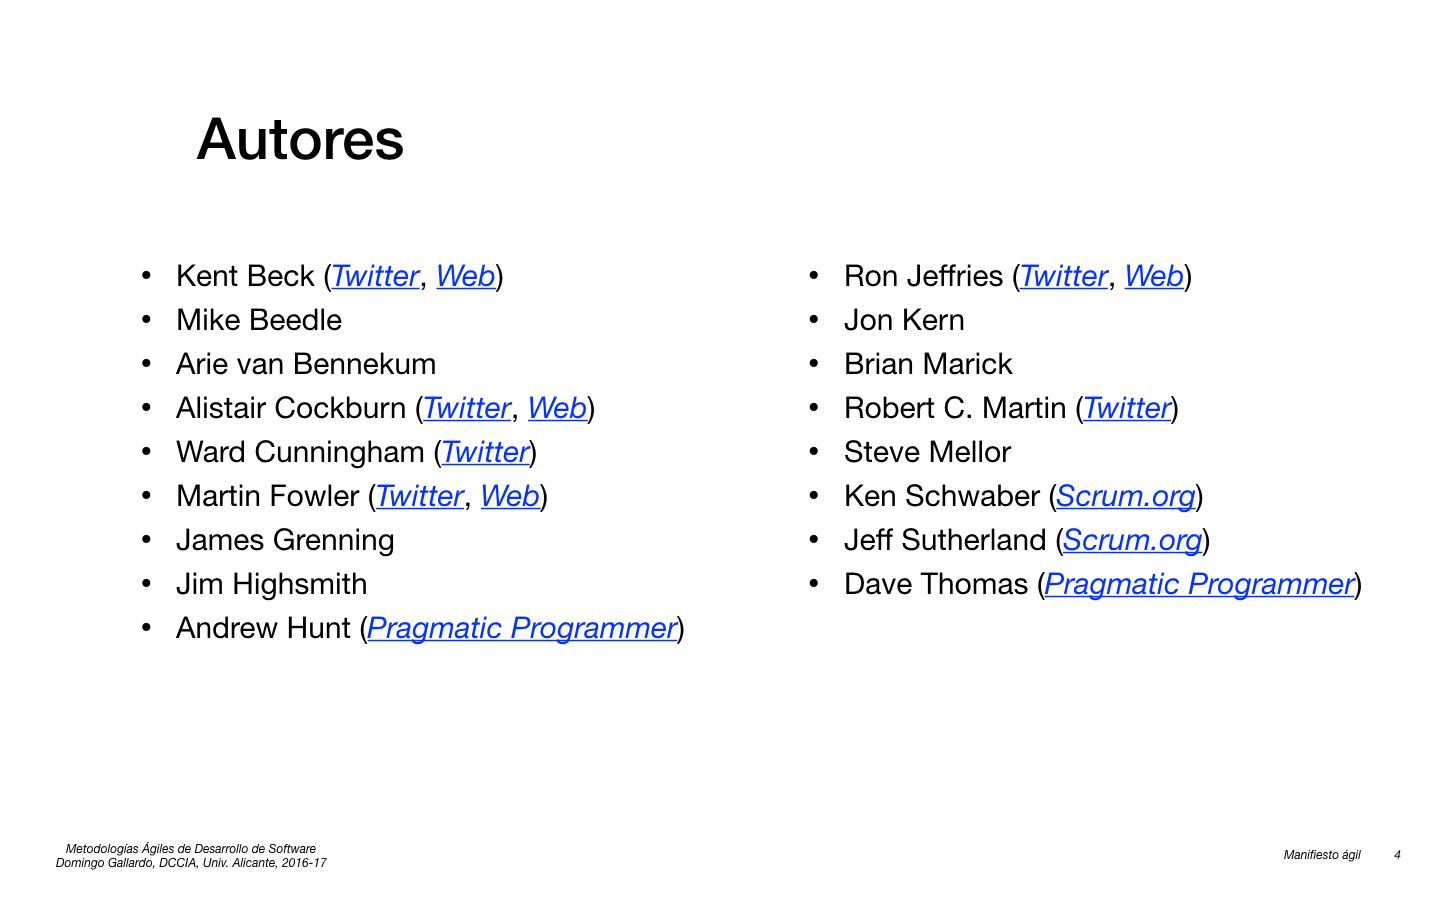 Autores
• Kent Beck (Twitter, Web)
• Mike Beedle
• Arie van Bennekum
• Alistair Cockburn (Twitter, Web)
• Ward Cunningham (Twitter)
• Martin Fowler (Twitter, Web)
• James Grenning
• Jim Highsmith
• Andrew Hunt (Pragmatic Programmer)
• Ron Jeffries (Twitter, Web)
• Jon Kern
• Brian Marick
• Robert C. Martin (Twitter)
• Steve Mellor
• Ken Schwaber (Scrum.org)
• Jeff Sutherland (Scrum.org)
• Dave Thomas (Pragmatic Programmer)
Metodologías Ágiles de Desarrollo de Software
Domingo Gallardo, DCCIA, Univ. Alicante, 2016-17
Manifiesto ágil 4